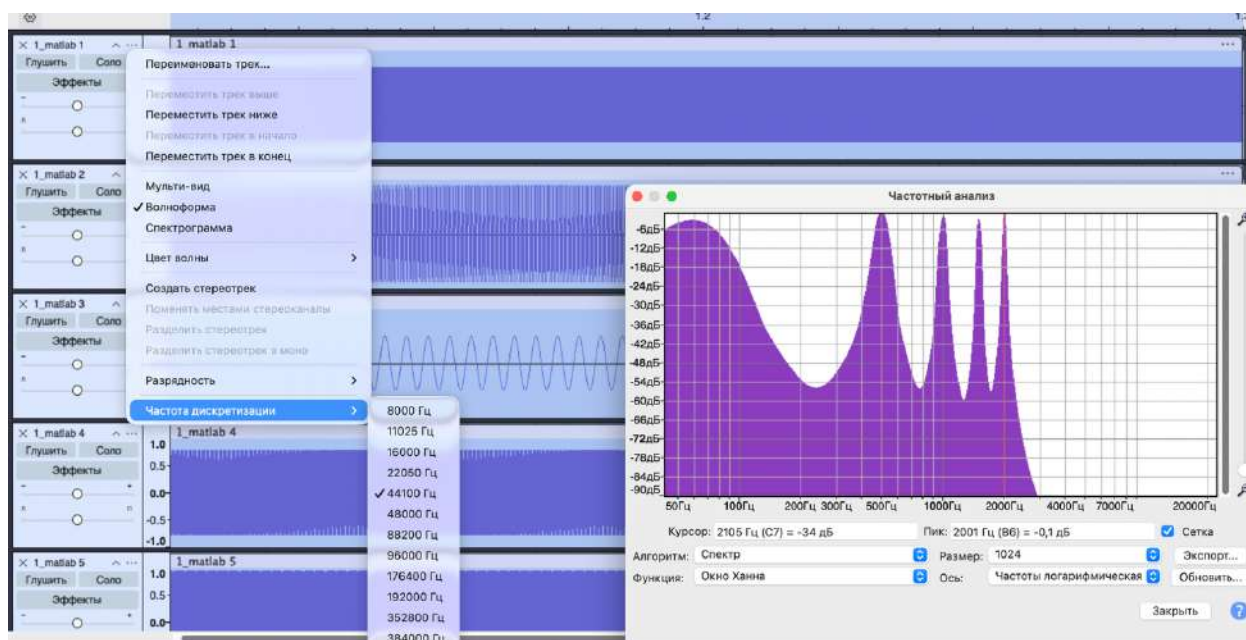 1.2
1_matlab 1
1_matlab 1
Глушить Соло
Эффекты
Переименовать трек...
Переместить трек выше
Переместить трек ниже
Переместить трек в начало
Переместить трек в конец
1_matlab 2
Глушить Соло
Эффекты
Мульти-вид
✓ Волноформа
Спектрограмма
Цвет волны >
Создать стереотрек
Поменять местами стереоканалы
Разделить стереотрек
Разделить стереотрек в моно
Разрядность >
Частота дискретизации >
1_matlab 3
Глушить Соло
Эффекты
8000 Гц
11025 Гц
16000 Гц
22050 Гц
✓ 44100 Гц
48000 Гц
88200 Гц
96000 Гц
176400 Гц
192000 Гц
352800 Гц
384000 Гц
1_matlab 4
1_matlab 4
Глушить Соло
Эффекты
1.0
0.5
0.0
-0.5
-1.0
1_matlab 5
1_matlab 5
Глушить Соло
Эффекты
1.0
0.5
0.0
Частотный анализ
-6дБ
-12дБ
-18дБ
-24дБ
-30дБ
-36дБ
-42дБ
-48дБ
-54дБ
-60дБ
-66дБ
-72дБ
-78дБ
-84дБ
-90дБ
50Гц 100Гц 200Гц 300Гц 500Гц 1000Гц 2000Гц 4000Гц 7000Гц 20000Гц
Курсор: 2105 Гц (C7) = -34 дБ Пик: 2001 Гц (B6) = -0,1 дБ Сетка
Алгоритм: Спектр Размер: 1024 Экспорт...
Функция: Окно Ханна Ось: Частоты логарифмическая Обновить...
Закрыть ?